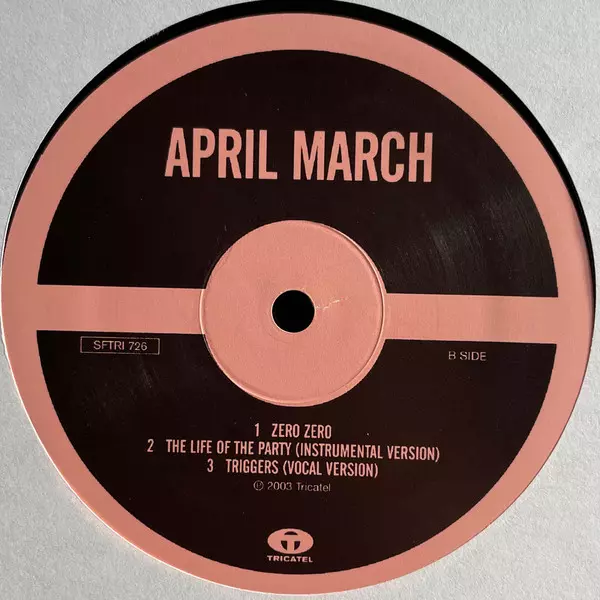 APRIL MARCH
SFTRI 726
B SIDE
1 ZERO ZERO
2 THE LIFE OF THE PARTY (INSTRUMENTAL VERSION)
3 TRIGGERS (VOCAL VERSION)
℗ 2003 Tricatel
TRICATEL